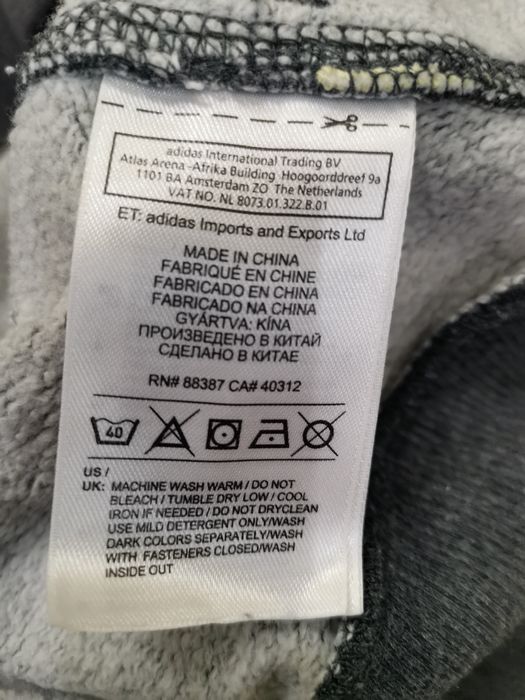 adidas International Trading BV
Atlas Arena -Afrika Building Hoogoorddreef 9a
1101 BA Amsterdam ZO The Netherlands
VAT NO. NL 8073.01.322.B.01
ET: adidas Imports and Exports Ltd
MADE IN CHINA
FABRIQUÉ EN CHINE
FABRICADO EN CHINA
FABRICADO NA CHINA
GYÁRTVA: KÍNA
ПРОИЗВЕДЕНО В КИТАЙ
СДЕЛАНО В КИТАЕ
RN# 88387 CA# 40312
40
US /
UK: MACHINE WASH WARM / DO NOT
BLEACH / TUMBLE DRY LOW / COOL
IRON IF NEEDED / DO NOT DRYCLEAN
USE MILD DETERGENT ONLY/WASH
DARK COLORS SEPARATELY/WASH
WITH FASTENERS CLOSED/WASH
INSIDE OUT